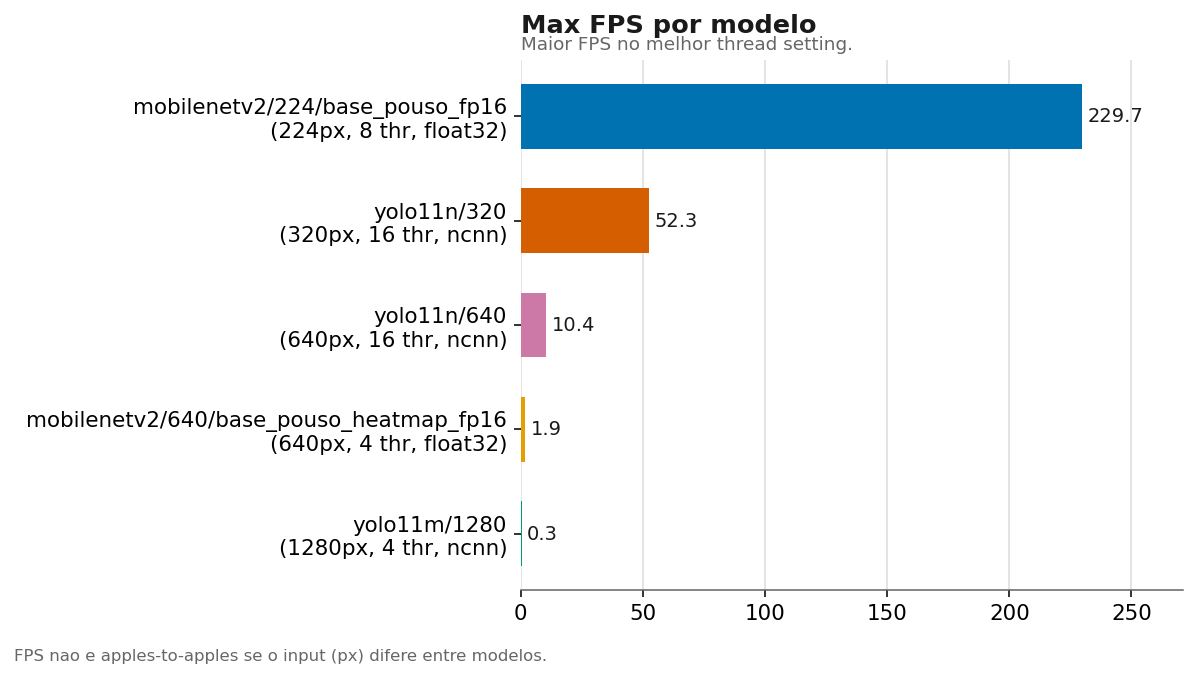 Max FPS por modelo
Maior FPS no melhor thread setting.
mobilenetv2/224/base_pouso_fp16
(224px, 8 thr, float32)
229.7
yolo11n/320
(320px, 16 thr, ncnn)
52.3
yolo11n/640
(640px, 16 thr, ncnn)
10.4
mobilenetv2/640/base_pouso_heatmap_fp16
(640px, 4 thr, float32)
1.9
yolo11m/1280
(1280px, 4 thr, ncnn)
0.3
0 50 100 150 200 250
FPS nao e apples-to-apples se o input (px) difere entre modelos.